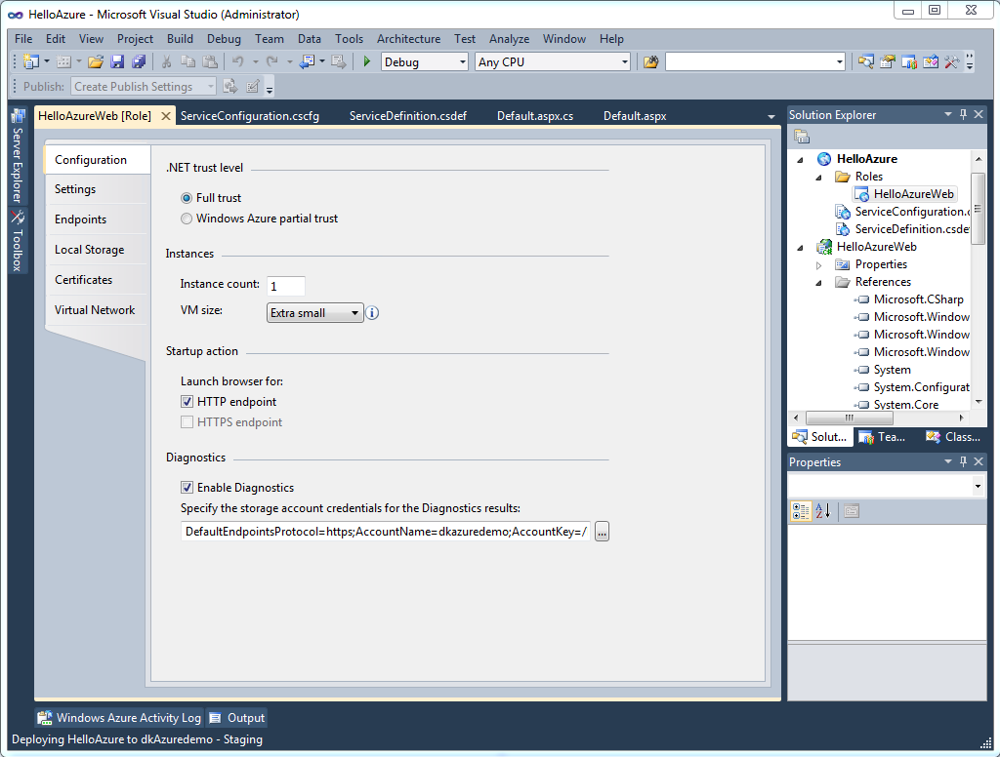 HelloAzure - Microsoft Visual Studio (Administrator)
File Edit View Project Build Debug Team Data Tools Architecture Test Analyze Window Help
Debug Any CPU
Publish: Create Publish Settings
Server Explorer
Toolbox
HelloAzureWeb [Role] ServiceConfiguration.cscfg ServiceDefinition.csdef Default.aspx.cs Default.aspx
Configuration
Settings
Endpoints
Local Storage
Certificates
Virtual Network
.NET trust level
Full trust
Windows Azure partial trust
Instances
Instance count: 1
VM size: Extra small
Startup action
Launch browser for:
HTTP endpoint
HTTPS endpoint
Diagnostics
Enable Diagnostics
Specify the storage account credentials for the Diagnostics results:
DefaultEndpointsProtocol=https;AccountName=dkazuredemo;AccountKey=/ ...
Solution Explorer
HelloAzure
Roles
HelloAzureWeb
ServiceConfiguration.c
ServiceDefinition.csdef
HelloAzureWeb
Properties
References
Microsoft.CSharp
Microsoft.Window
Microsoft.Window
Microsoft.Window
System
System.Configurat
System.Core
Solut... Tea... Class...
Properties
Windows Azure Activity Log Output
Deploying HelloAzure to dkAzuredemo - Staging